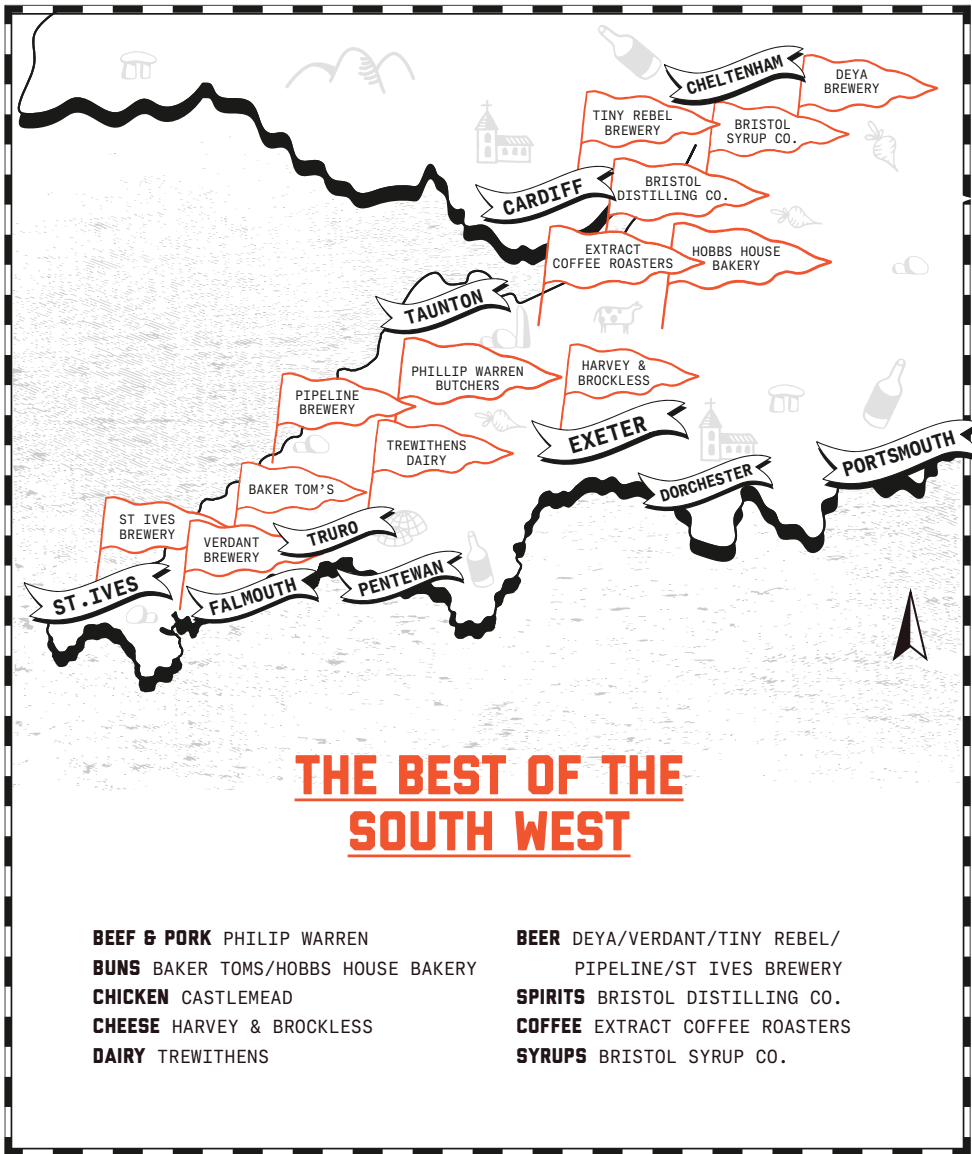 CHELTENHAM
DEYA
BREWERY
TINY REBEL
BREWERY
BRISTOL
SYRUP CO.
CARDIFF
BRISTOL
DISTILLING CO.
EXTRACT
COFFEE ROASTERS
HOBBS HOUSE
BAKERY
TAUNTON
PHILLIP WARREN
BUTCHERS
HARVEY &
BROCKLESS
PIPELINE
BREWERY
EXETER
TREWITHENS
DAIRY
PORTSMOUTH
DORCHESTER
BAKER TOM'S
ST IVES
BREWERY
VERDANT
BREWERY
TRURO
ST.IVES
FALMOUTH
PENTEWAN
THE BEST OF THE
SOUTH WEST
BEEF & PORK PHILIP WARREN
BUNS BAKER TOMS/HOBBS HOUSE BAKERY
CHICKEN CASTLEMEAD
CHEESE HARVEY & BROCKLESS
DAIRY TREWITHENS
BEER DEYA/VERDANT/TINY REBEL/
PIPELINE/ST IVES BREWERY
SPIRITS BRISTOL DISTILLING CO.
COFFEE EXTRACT COFFEE ROASTERS
SYRUPS BRISTOL SYRUP CO.